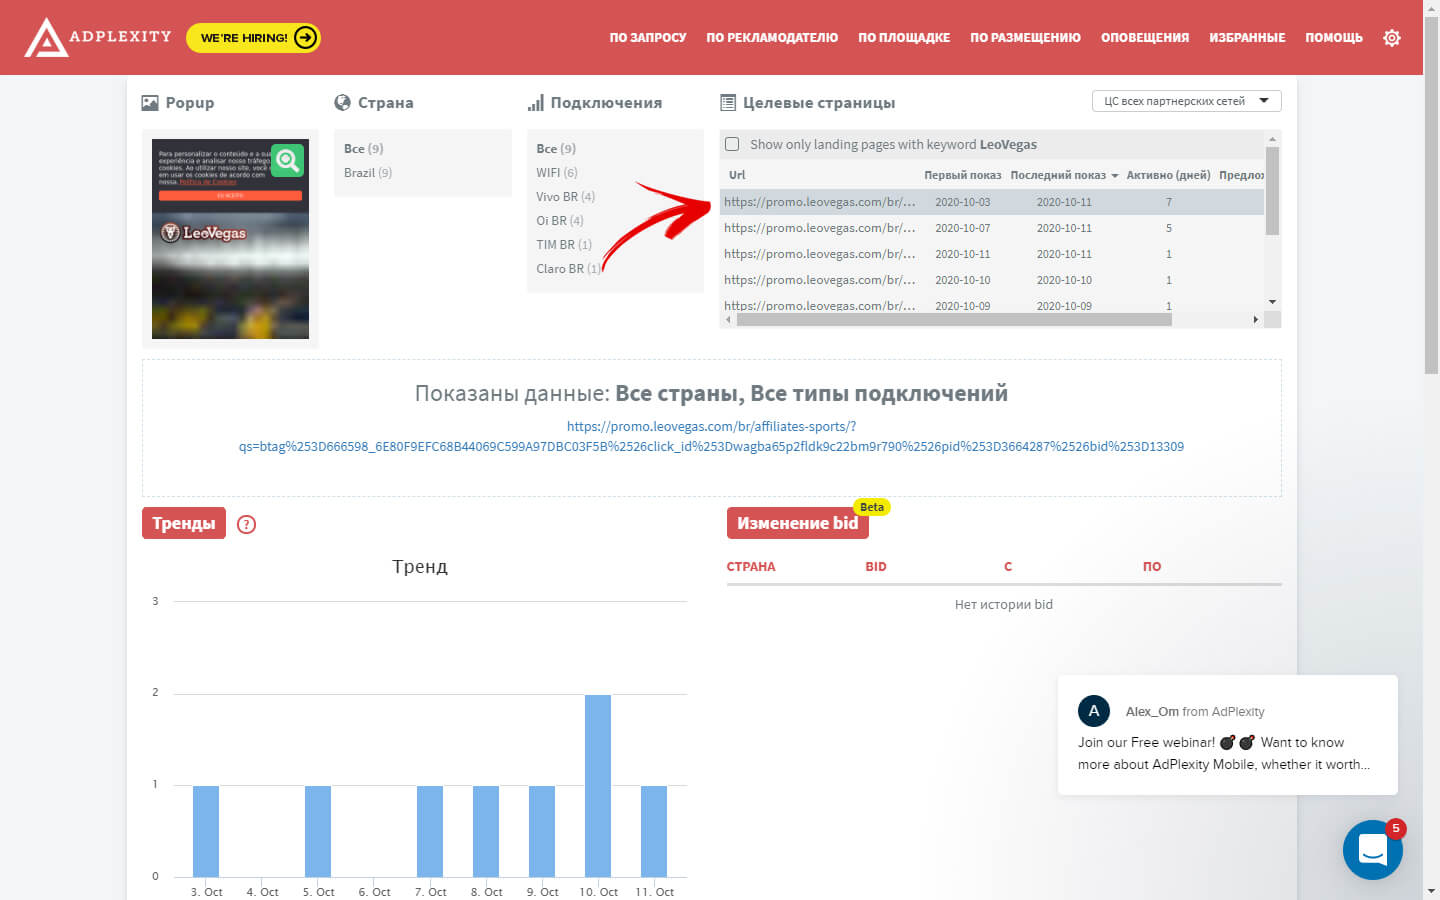 ADPLEXITY
WE'RE HIRING!
ПО ЗАПРОСУ
ПО РЕКЛАМОДАТЕЛЮ
ПО ПЛОЩАДКЕ
ПО РАЗМЕЩЕНИЮ
ОПОВЕЩЕНИЯ
ИЗБРАННЫЕ
ПОМОЩЬ
Popup
Para personalizar o conteúdo e a sua
experiência e analisar nosso tráfego,
cookies. Ao utilizar nosso site, você
em usas os cookies de acordo com
nossa Política de Cookies
EU ACEITO
LeoVegas
Страна
Все (9)
Brazil (9)
Подключения
Все (9)
WIFI (6)
Vivo BR (4)
Oi BR (4)
TIM BR (1)
Claro BR (1)
Целевые страницы
ЦС всех партнерских сетей
Show only landing pages with keyword LeoVegas
Url Первый показ Последний показ Активно (дней) Предлож
https://promo.leovegas.com/br/... 2020-10-03 2020-10-11 7
https://promo.leovegas.com/br/... 2020-10-07 2020-10-11 5
https://promo.leovegas.com/br/... 2020-10-11 2020-10-11 1
https://promo.leovegas.com/br/... 2020-10-10 2020-10-10 1
https://promo.leovegas.com/br/... 2020-10-09 2020-10-09 1
Показаны данные: Все страны, Все типы подключений
https://promo.leovegas.com/br/affiliates-sports/?
qs=btag%253D666598_6E80F9EFC68B44069C599A97DBC03F5B%2526click_id%253Dwagba65p2fldk9c22bm9r790%2526pid%253D3664287%2526bid%253D13309
Тренды
?
Тренд
3
2
1
0
3. Oct 4. Oct 5. Oct 6. Oct 7. Oct 8. Oct 9. Oct 10. Oct 11. Oct
Изменение bid
Beta
СТРАНА BID С ПО
Нет истории bid
A
Alex_Om from AdPlexity
Join our Free webinar! 💣💣 Want to know
more about AdPlexity Mobile, whether it worth...
5